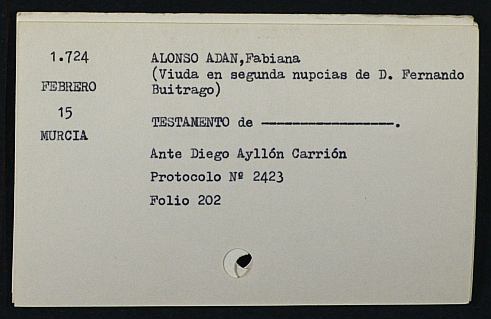 1.724
FEBRERO
15
MURCIA
ALONSO ADAN,Fabiana
(Viuda en segunda nupcias de D. Fernando
Buitrago)
TESTAMENTO de ————————————.
Ante Diego Ayllón Carrión
Protocolo Nº 2423
Folio 202